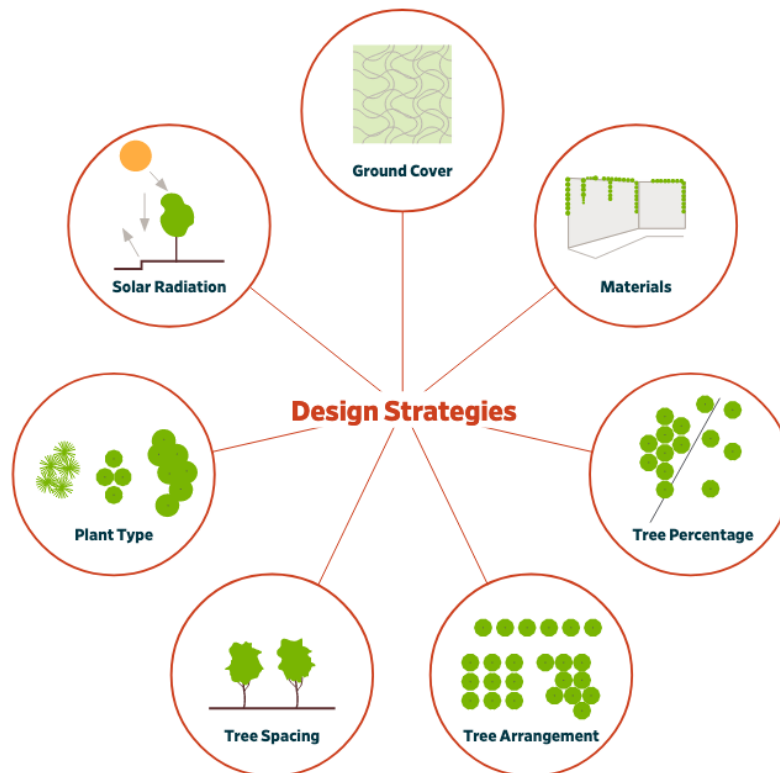 Ground Cover
Solar Radiation
Materials
Design Strategies
Plant Type
Tree Percentage
Tree Spacing
Tree Arrangement